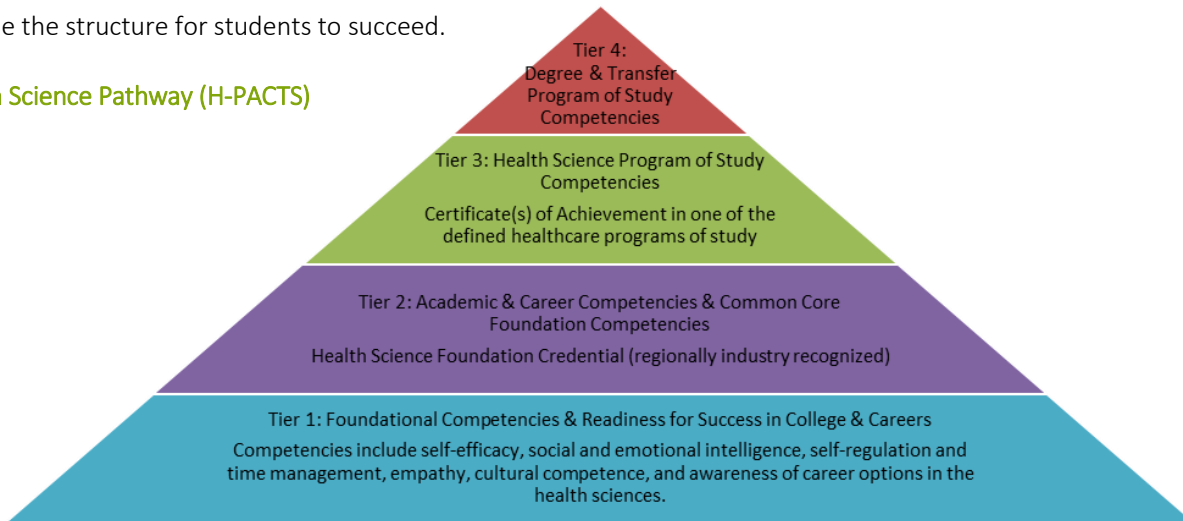 e the structure for students to succeed.
Science Pathway (H-PACTS)
Tier 4:
Degree & Transfer
Program of Study
Competencies
Tier 3: Health Science Program of Study
Competencies
Certificate(s) of Achievement in one of the
defined healthcare programs of study
Tier 2: Academic & Career Competencies & Common Core
Foundation Competencies
Health Science Foundation Credential (regionally industry recognized)
Tier 1: Foundational Competencies & Readiness for Success in College & Careers
Competencies include self-efficacy, social and emotional intelligence, self-regulation and
time management, empathy, cultural competence, and awareness of career options in the
health sciences.